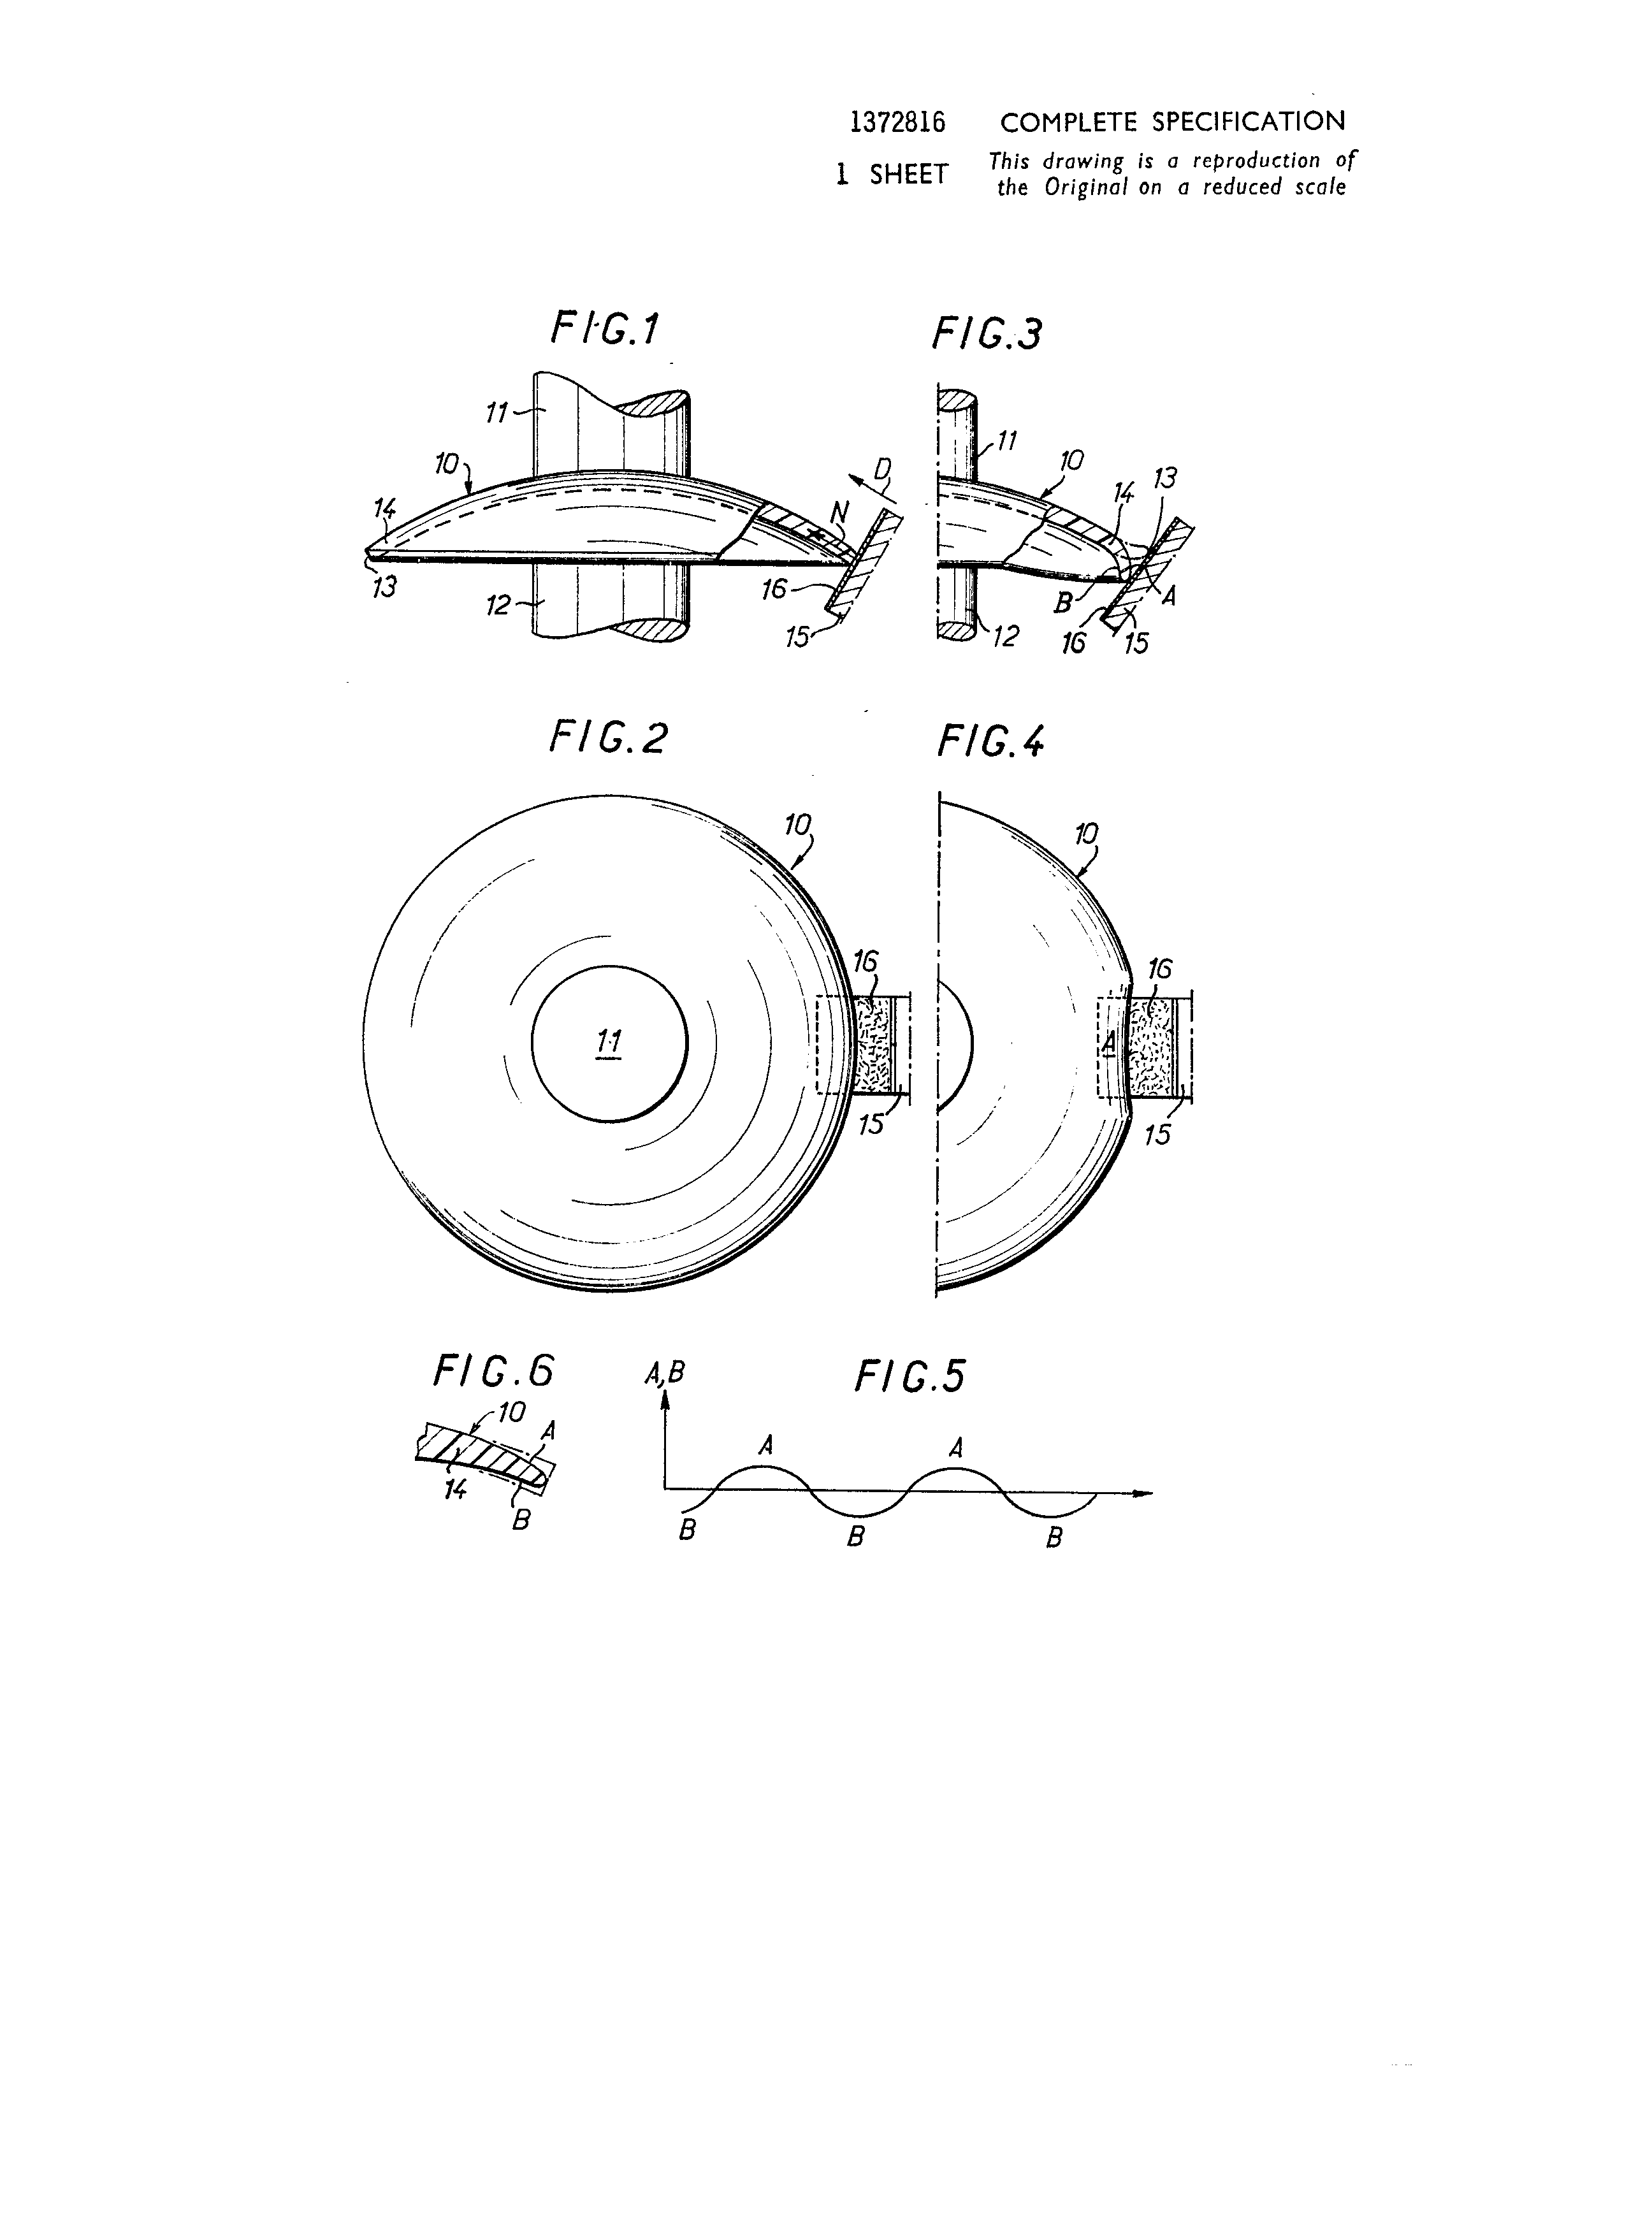 1372816 COMPLETE SPECIFICATION
1 SHEET This drawing is a reproduction of
the Original on a reduced scale
FIG.1
11
10
14
13
12
D
N
16
15
FIG.3
11
10
14
13
B
A
12
16
15
FIG.2
10
11
16
15
FIG.4
10
16
A
15
FIG.6
10
A
14
B
FIG.5
A,B
A
A
B
B
B